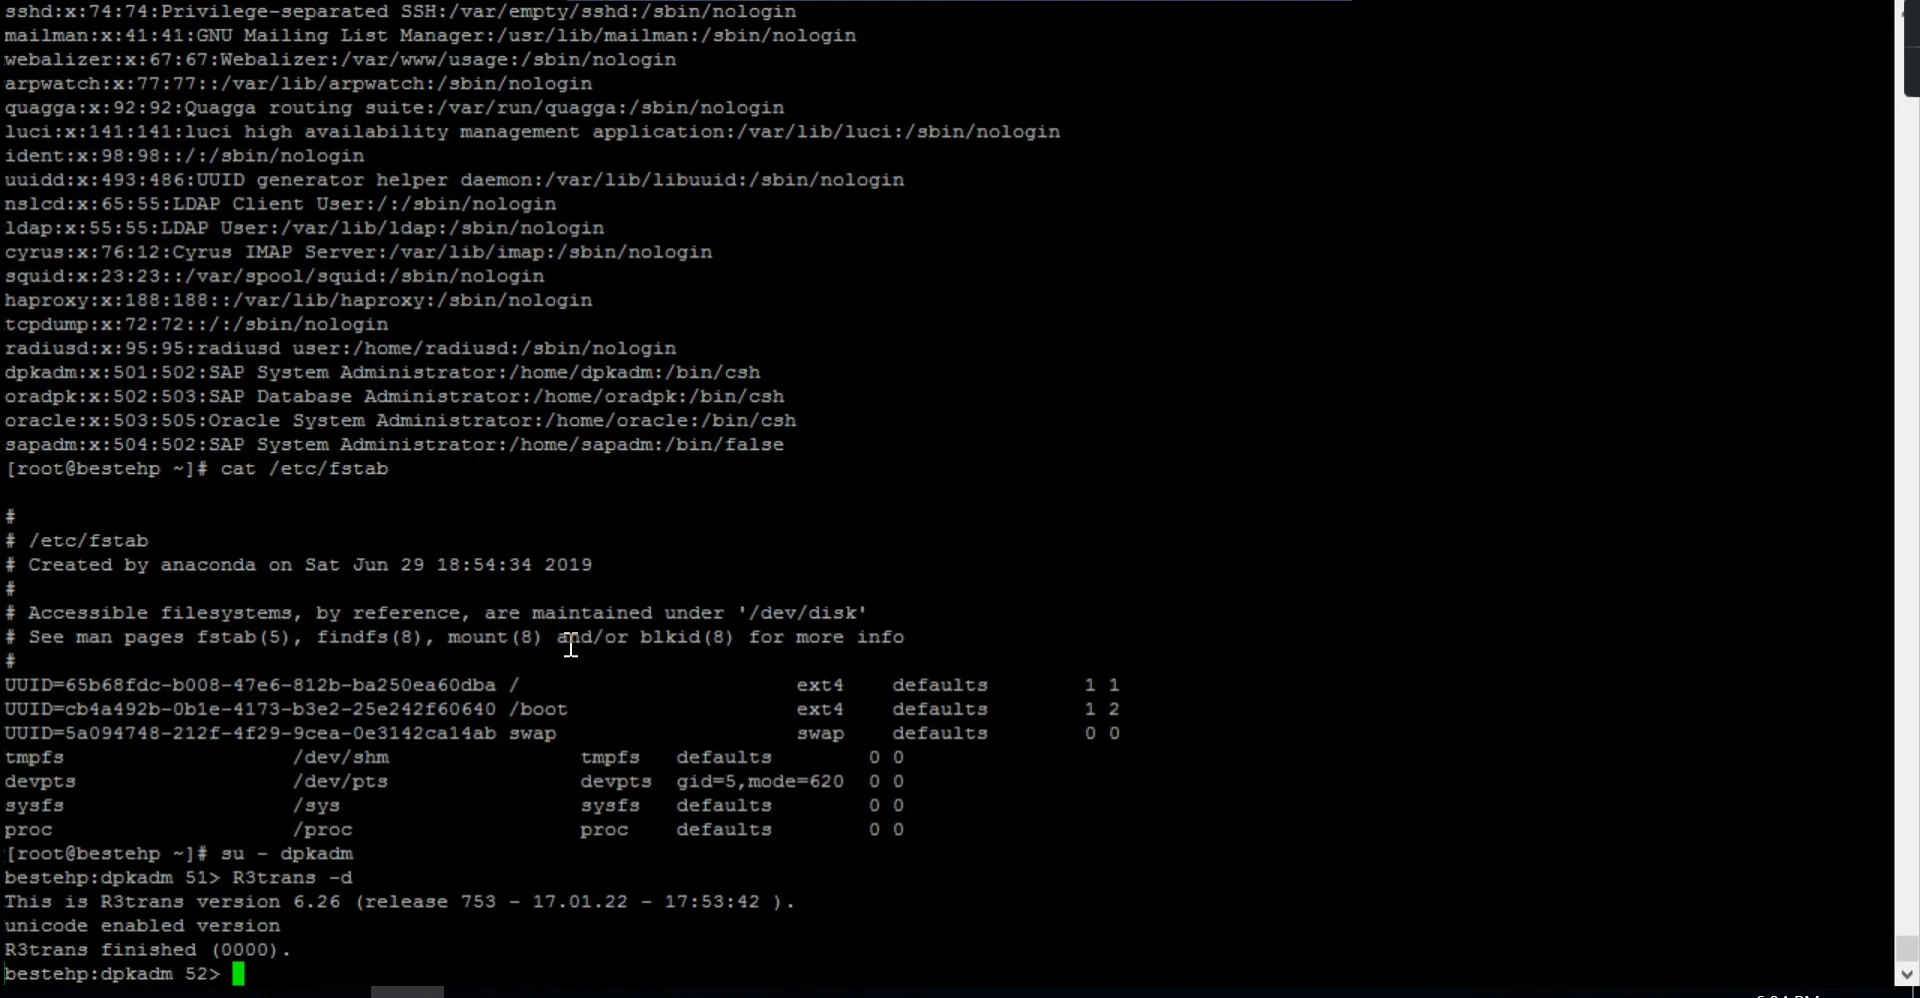 sshd:x:74:74:Privilege-separated SSH:/var/empty/sshd:/sbin/nologin
mailman:x:41:41:GNU Mailing List Manager:/usr/lib/mailman:/sbin/nologin
webalizer:x:67:67:Webalizer:/var/www/usage:/sbin/nologin
arpwatch:x:77:77::/var/lib/arpwatch:/sbin/nologin
quagga:x:92:92:Quagga routing suite:/var/run/quagga:/sbin/nologin
luci:x:141:141:luci high availability management application:/var/lib/luci:/sbin/nologin
ident:x:98:98::/:/sbin/nologin
uuidd:x:493:486:UUID generator helper daemon:/var/lib/libuuid:/sbin/nologin
nslcd:x:65:55:LDAP Client User:/:/sbin/nologin
ldap:x:55:55:LDAP User:/var/lib/ldap:/sbin/nologin
cyrus:x:76:12:Cyrus IMAP Server:/var/lib/imap:/sbin/nologin
squid:x:23:23::/var/spool/squid:/sbin/nologin
haproxy:x:188:188::/var/lib/haproxy:/sbin/nologin
tcpdump:x:72:72::/:/sbin/nologin
radiusd:x:95:95:radiusd user:/home/radiusd:/sbin/nologin
dpkadm:x:501:502:SAP System Administrator:/home/dpkadm:/bin/csh
oradpk:x:502:503:SAP Database Administrator:/home/oradpk:/bin/csh
oracle:x:503:505:Oracle System Administrator:/home/oracle:/bin/csh
sapadm:x:504:502:SAP System Administrator:/home/sapadm:/bin/false
[root@bestehp ~]# cat /etc/fstab
#
# /etc/fstab
# Created by anaconda on Sat Jun 29 18:54:34 2019
#
# Accessible filesystems, by reference, are maintained under '/dev/disk'
# See man pages fstab(5), findfs(8), mount(8) and/or blkid(8) for more info
#
UUID=65b68fdc-b008-47e6-812b-ba250ea60dba / ext4 defaults 1 1
UUID=cb4a492b-0b1e-4173-b3e2-25e242f60640 /boot ext4 defaults 1 2
UUID=5a094748-212f-4f29-9cea-0e3142ca14ab swap swap defaults 0 0
tmpfs /dev/shm tmpfs defaults 0 0
devpts /dev/pts devpts gid=5,mode=620 0 0
sysfs /sys sysfs defaults 0 0
proc /proc proc defaults 0 0
[root@bestehp ~]# su - dpkadm
bestehp:dpkadm 51> R3trans -d
This is R3trans version 6.26 (release 753 - 17.01.22 - 17:53:42 ).
unicode enabled version
R3trans finished (0000).
bestehp:dpkadm 52>